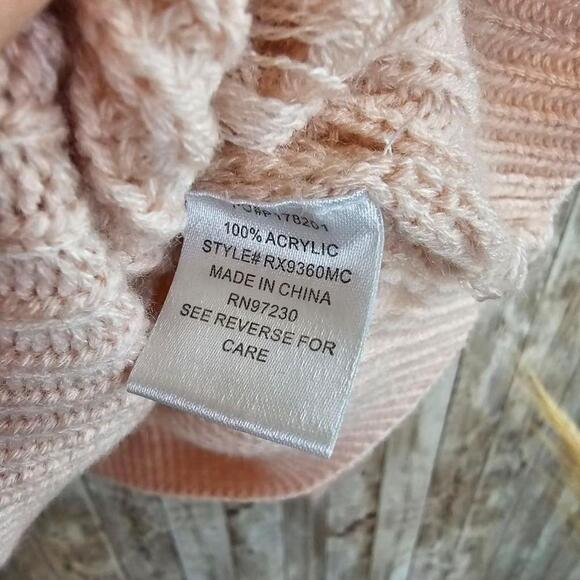 100% ACRYLIC
STYLE# RX9360MC
MADE IN CHINA
RN97230
SEE REVERSE FOR
CARE